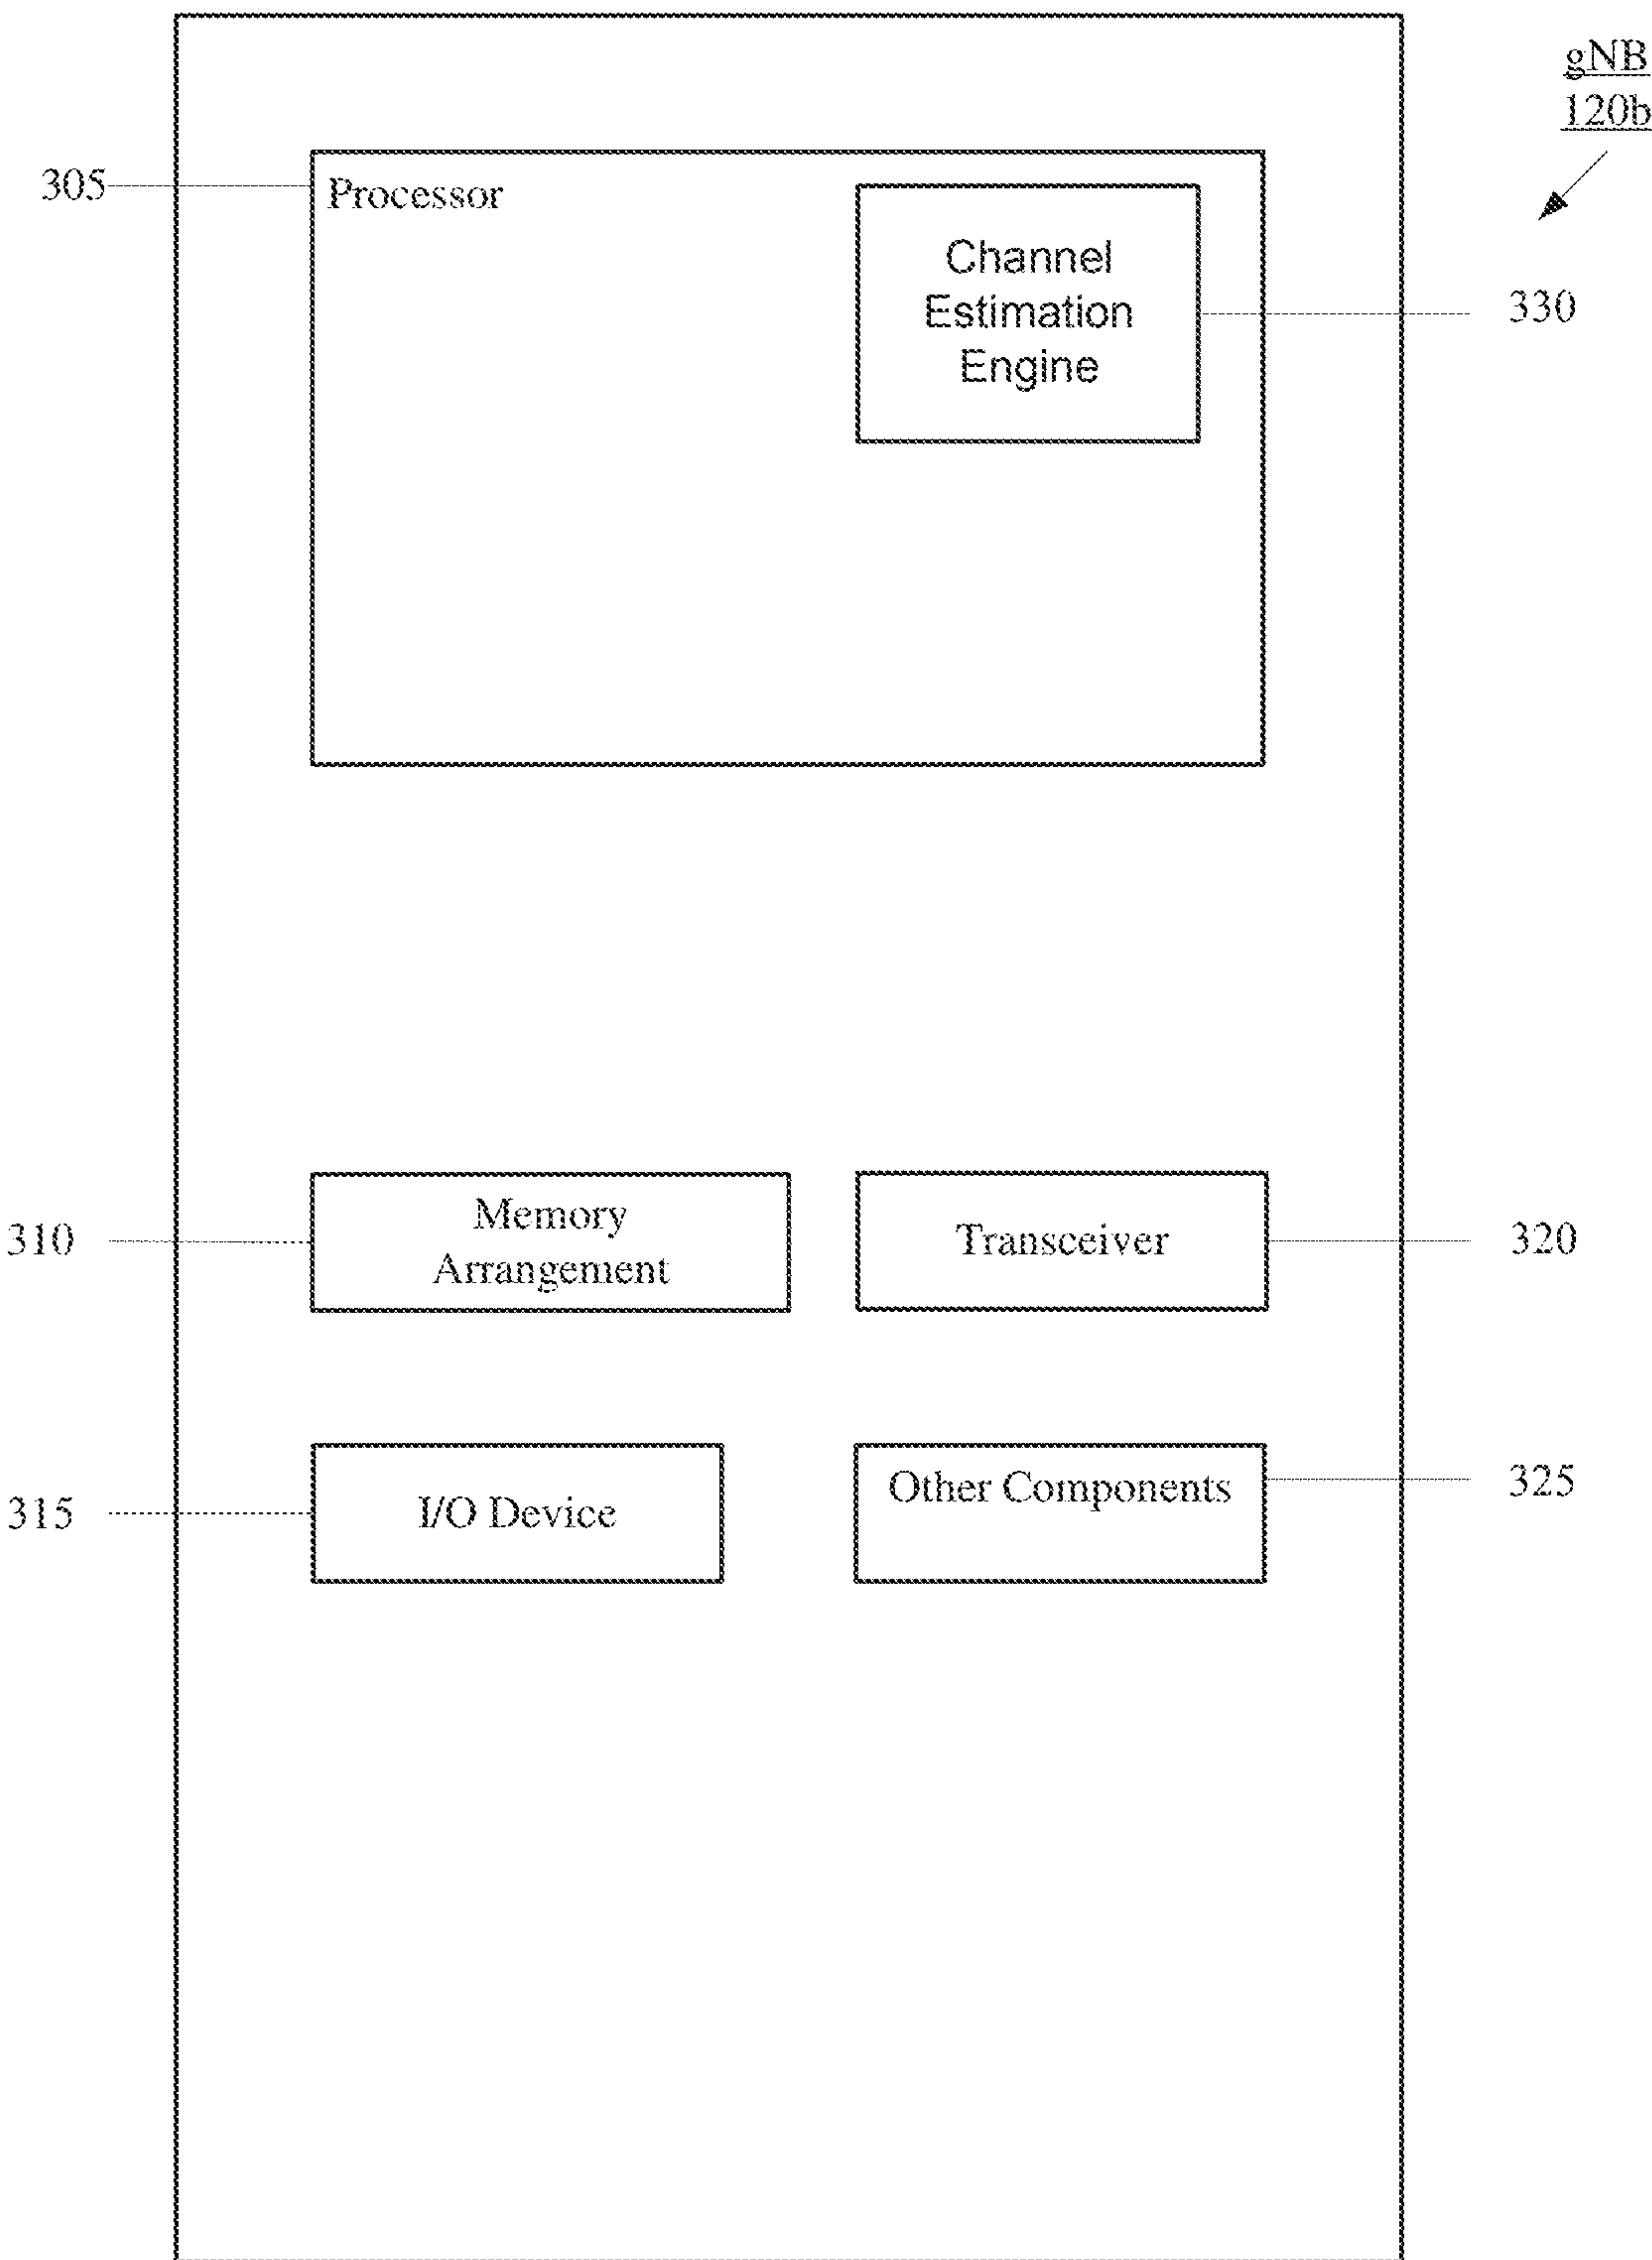 gNB
120b
305
Processor
Channel
Estimation
Engine
330
310
Memory
Arrangement
Transceiver
320
315
I/O Device
Other Components
325